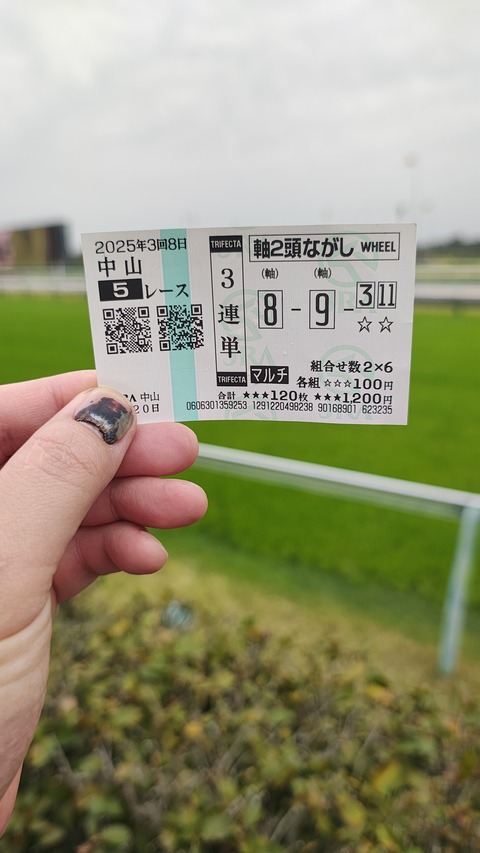 2025年3回8日
中山
5レース
中山
20日
TRIFECTA
3連単
TRIFECTA
軸2頭ながし WHEEL
(軸) (軸)
8 - 9 - 3 11
☆☆
マルチ
組合せ数2×6
各組 ☆☆☆100円
合計 ★★★120枚 ★★★1,200円
0606301359253 1291220498238 90168901 623235